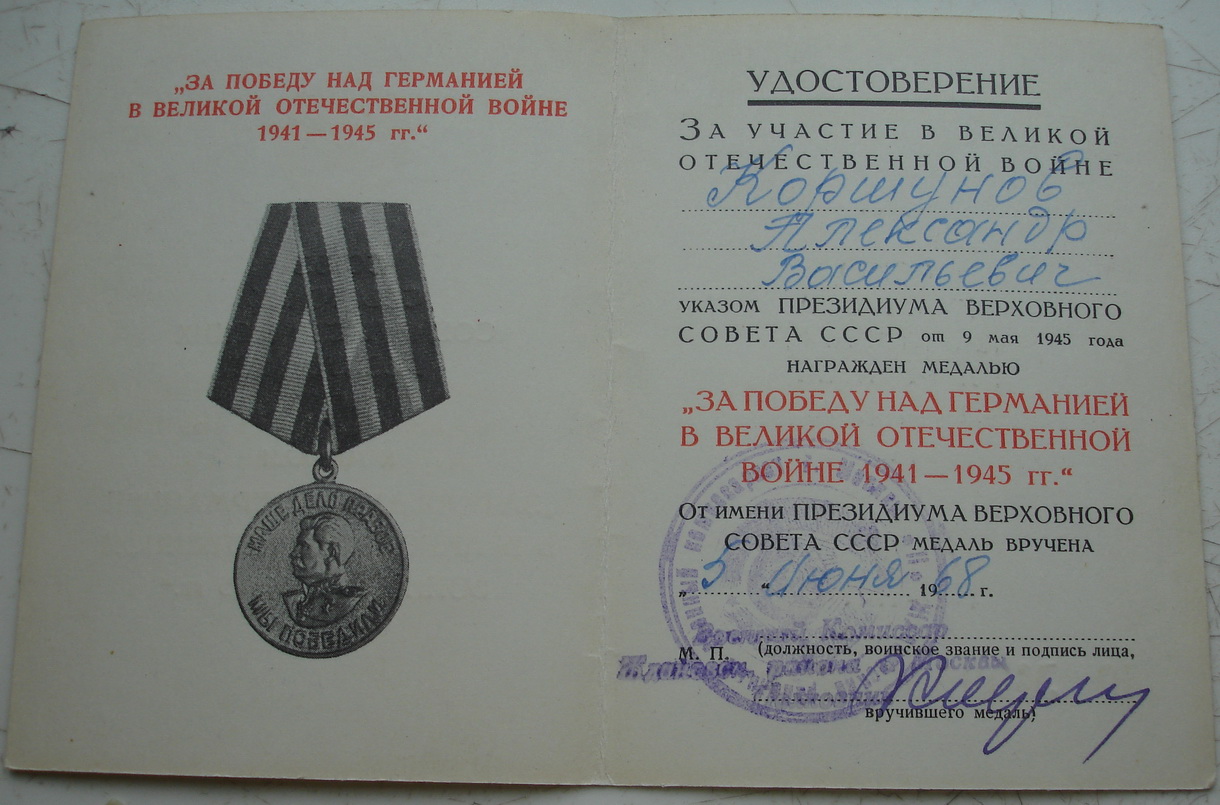 „ЗА ПОБЕДУ НАД ГЕРМАНИЕЙ
В ВЕЛИКОЙ ОТЕЧЕСТВЕННОЙ ВОЙНЕ
1941—1945 гг.“
НАШЕ ДЕЛО ПРАВОЕ
МЫ ПОБЕДИЛИ
УДОСТОВЕРЕНИЕ
ЗА УЧАСТИЕ В ВЕЛИКОЙ
ОТЕЧЕСТВЕННОЙ ВОЙНЕ
Коршунов
Александр
Васильевич
УКАЗОМ ПРЕЗИДИУМА ВЕРХОВНОГО
СОВЕТА СССР от 9 мая 1945 года
НАГРАЖДЕН МЕДАЛЬЮ
„ЗА ПОБЕДУ НАД ГЕРМАНИЕЙ
В ВЕЛИКОЙ ОТЕЧЕСТВЕННОЙ
ВОЙНЕ 1941—1945 гг.“
От имени ПРЕЗИДИУМА ВЕРХОВНОГО
СОВЕТА СССР МЕДАЛЬ ВРУЧЕНА
„5“ июня 1968 г.
Военный Комиссар
М. П. (должность, воинское звание и подпись лица,
района г. Москвы
вручившего медаль)